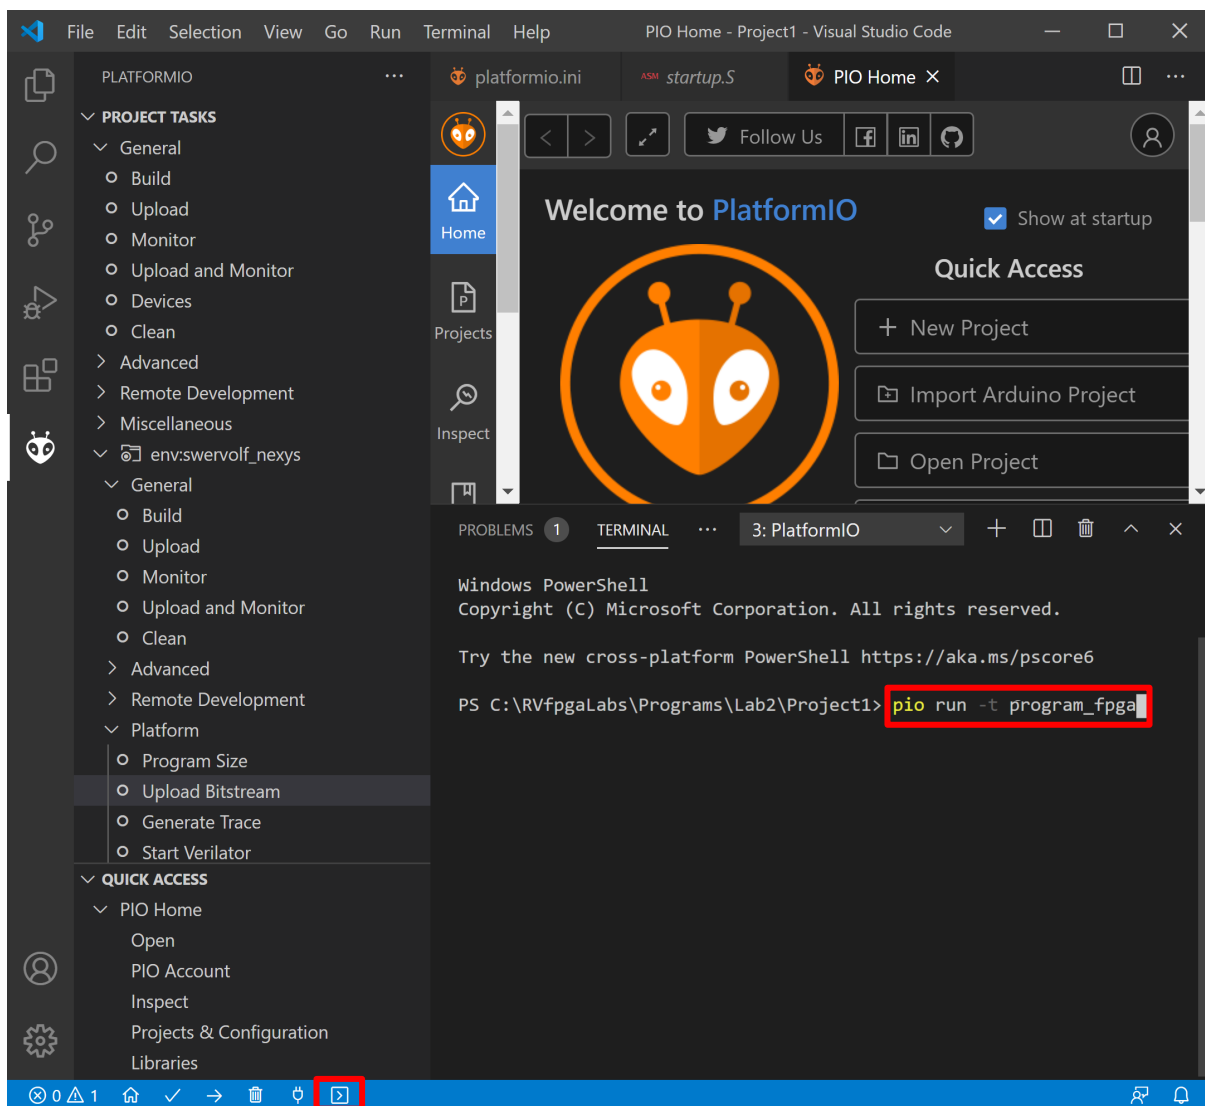 File Edit Selection View Go Run Terminal Help PIO Home - Project1 - Visual Studio Code
PLATFORMIO
platformio.ini ASM startup.S PIO Home
PROJECT TASKS
General
Build
Upload
Monitor
Upload and Monitor
Devices
Clean
Advanced
Remote Development
Miscellaneous
env:swervolf_nexys
General
Build
Upload
Monitor
Upload and Monitor
Clean
Advanced
Remote Development
Platform
Program Size
Upload Bitstream
Generate Trace
Start Verilator
QUICK ACCESS
PIO Home
Open
PIO Account
Inspect
Projects & Configuration
Libraries
Home
Projects
Inspect
Follow Us
Welcome to PlatformIO
Show at startup
Quick Access
New Project
Import Arduino Project
Open Project
PROBLEMS 1 TERMINAL ··· 3: PlatformIO
Windows PowerShell
Copyright (C) Microsoft Corporation. All rights reserved.
Try the new cross-platform PowerShell https://aka.ms/pscore6
PS C:\RVfpgaLabs\Programs\Lab2\Project1> pio run -t program_fpga
0 1